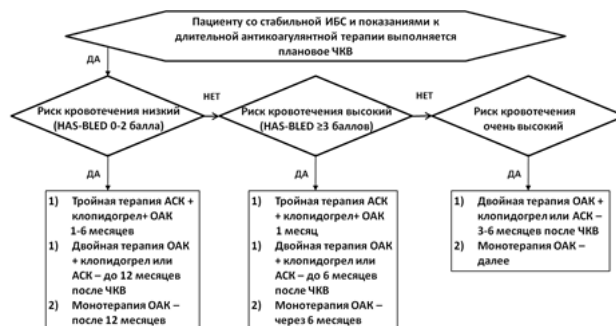 Пациенту со стабильной ИБС и показаниями к
длительной антикоагулянтной терапии выполняется
плановое ЧКВ
ДА
Риск кровотечения низкий
(HAS-BLED 0-2 балла)
НЕТ
Риск кровотечения высокий
(HAS-BLED ≥3 баллов)
НЕТ
Риск кровотечения
очень высокий
ДА
ДА
ДА
1) Тройная терапия АСК +
клопидогрел+ ОАК
1-6 месяцев
1) Двойная терапия ОАК
+ клопидогрел или
АСК – до 12 месяцев
после ЧКВ
2) Монотерапия ОАК –
после 12 месяцев
1) Тройная терапия АСК +
клопидогрел+ ОАК
1 месяц
1) Двойная терапия ОАК
+ клопидогрел или
АСК – до 6 месяцев
после ЧКВ
2) Монотерапия ОАК –
через 6 месяцев
1) Двойная терапия ОАК +
клопидогрел или АСК –
3-6 месяцев после ЧКВ
2) Монотерапия ОАК –
далее